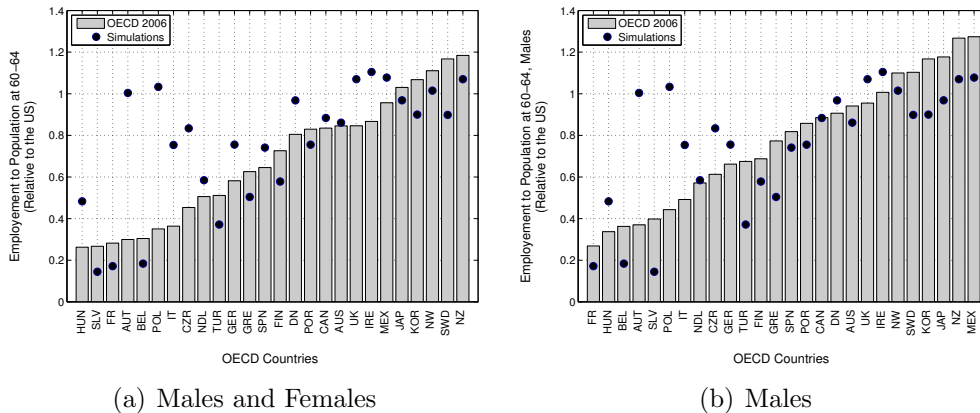 Employement to Population at 60−64
(Relative to the US)
1.4
1.2
1
0.8
0.6
0.4
0.2
0
OECD 2006
Simulations
HUN SLV FR AUT BEL POL IT CZR NDL TUR GER GRE SPN FIN DN POR CAN AUS UK IRE MEX JAP KOR NW SWD NZ
OECD Countries
(a) Males and Females
Employement to Population at 60−64, Males
(Relative to the US)
1.4
1.2
1
0.8
0.6
0.4
0.2
0
OECD 2006
Simulations
FR HUN BEL AUT SLV POL IT NDL CZR GER TUR FIN GRE SPN POR CAN DN AUS UK IRE NW SWD KOR JAP NZ MEX
OECD Countries
(b) Males